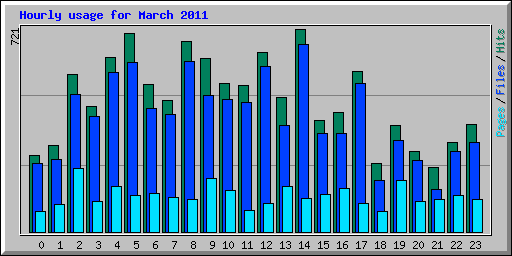 Hourly usage for March 2011
721
Pages/Files/Hits
0 1 2 3 4 5 6 7 8 9 10 11 12 13 14 15 16 17 18 19 20 21 22 23